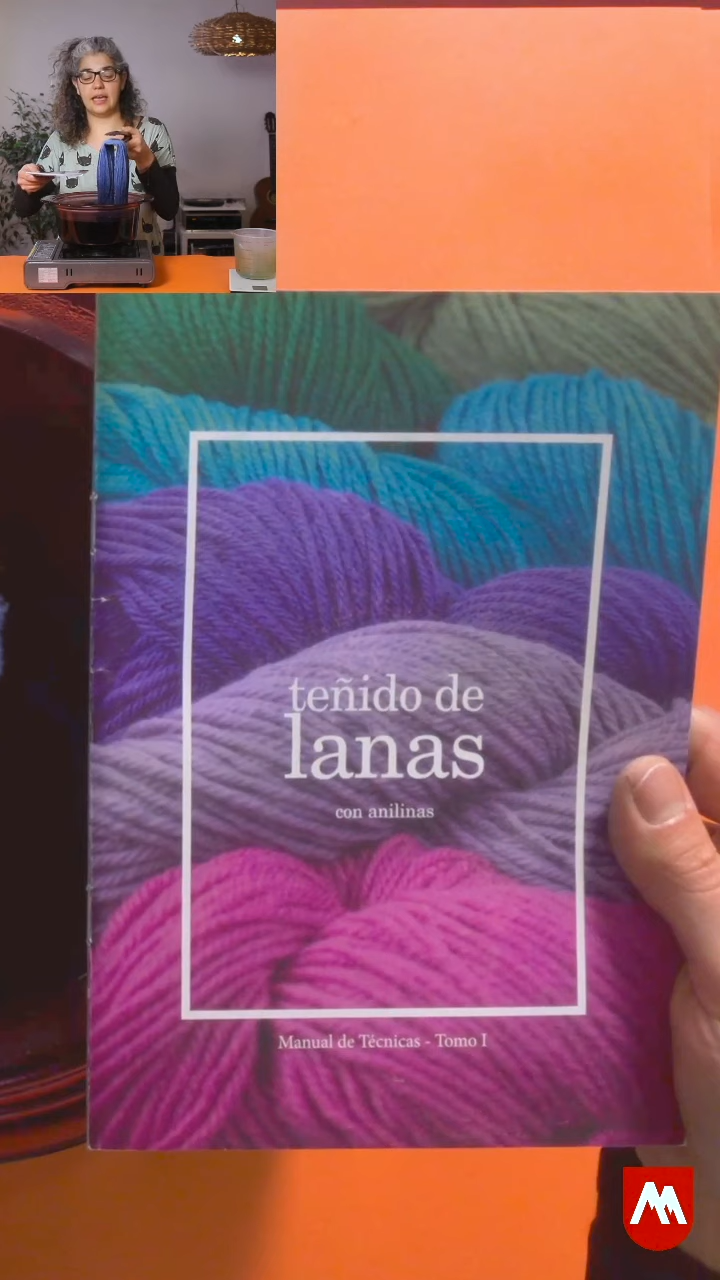 teñido de
lanas
con anilinas
Manual de Técnicas - Tomo I